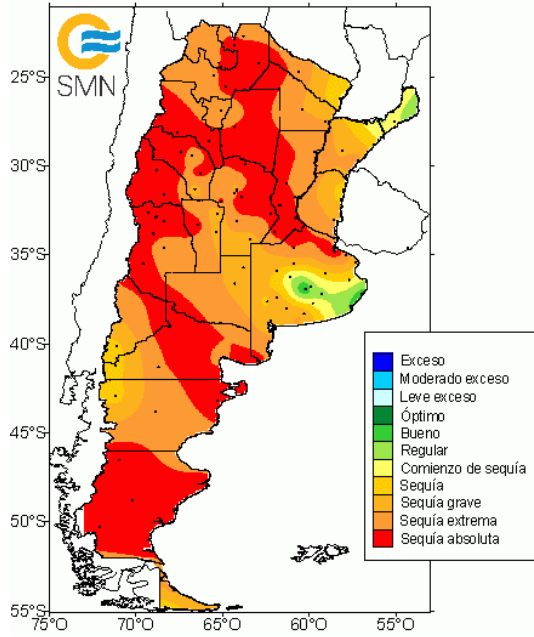 SMN
25°S
30°S
35°S
40°S
45°S
50°S
55°S
75°O
70°O
65°O
60°O
55°O
Exceso
Moderado exceso
Leve exceso
Óptimo
Bueno
Regular
Comienzo de sequía
Sequía
Sequía grave
Sequía extrema
Sequía absoluta